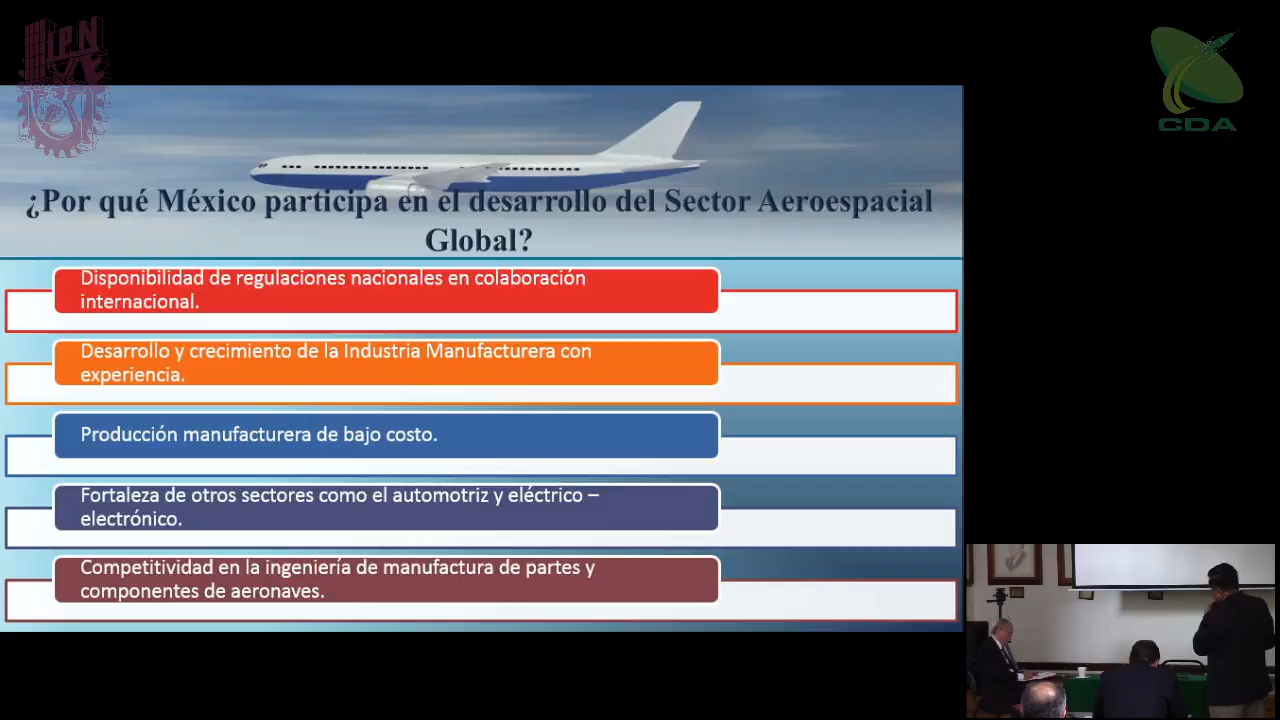 IPN
CDA
¿Por qué México participa en el desarrollo del Sector Aeroespacial
Global?
Disponibilidad de regulaciones nacionales en colaboración
internacional.
Desarrollo y crecimiento de la Industria Manufacturera con
experiencia.
Producción manufacturera de bajo costo.
Fortaleza de otros sectores como el automotriz y eléctrico –
electrónico.
Competitividad en la ingeniería de manufactura de partes y
componentes de aeronaves.